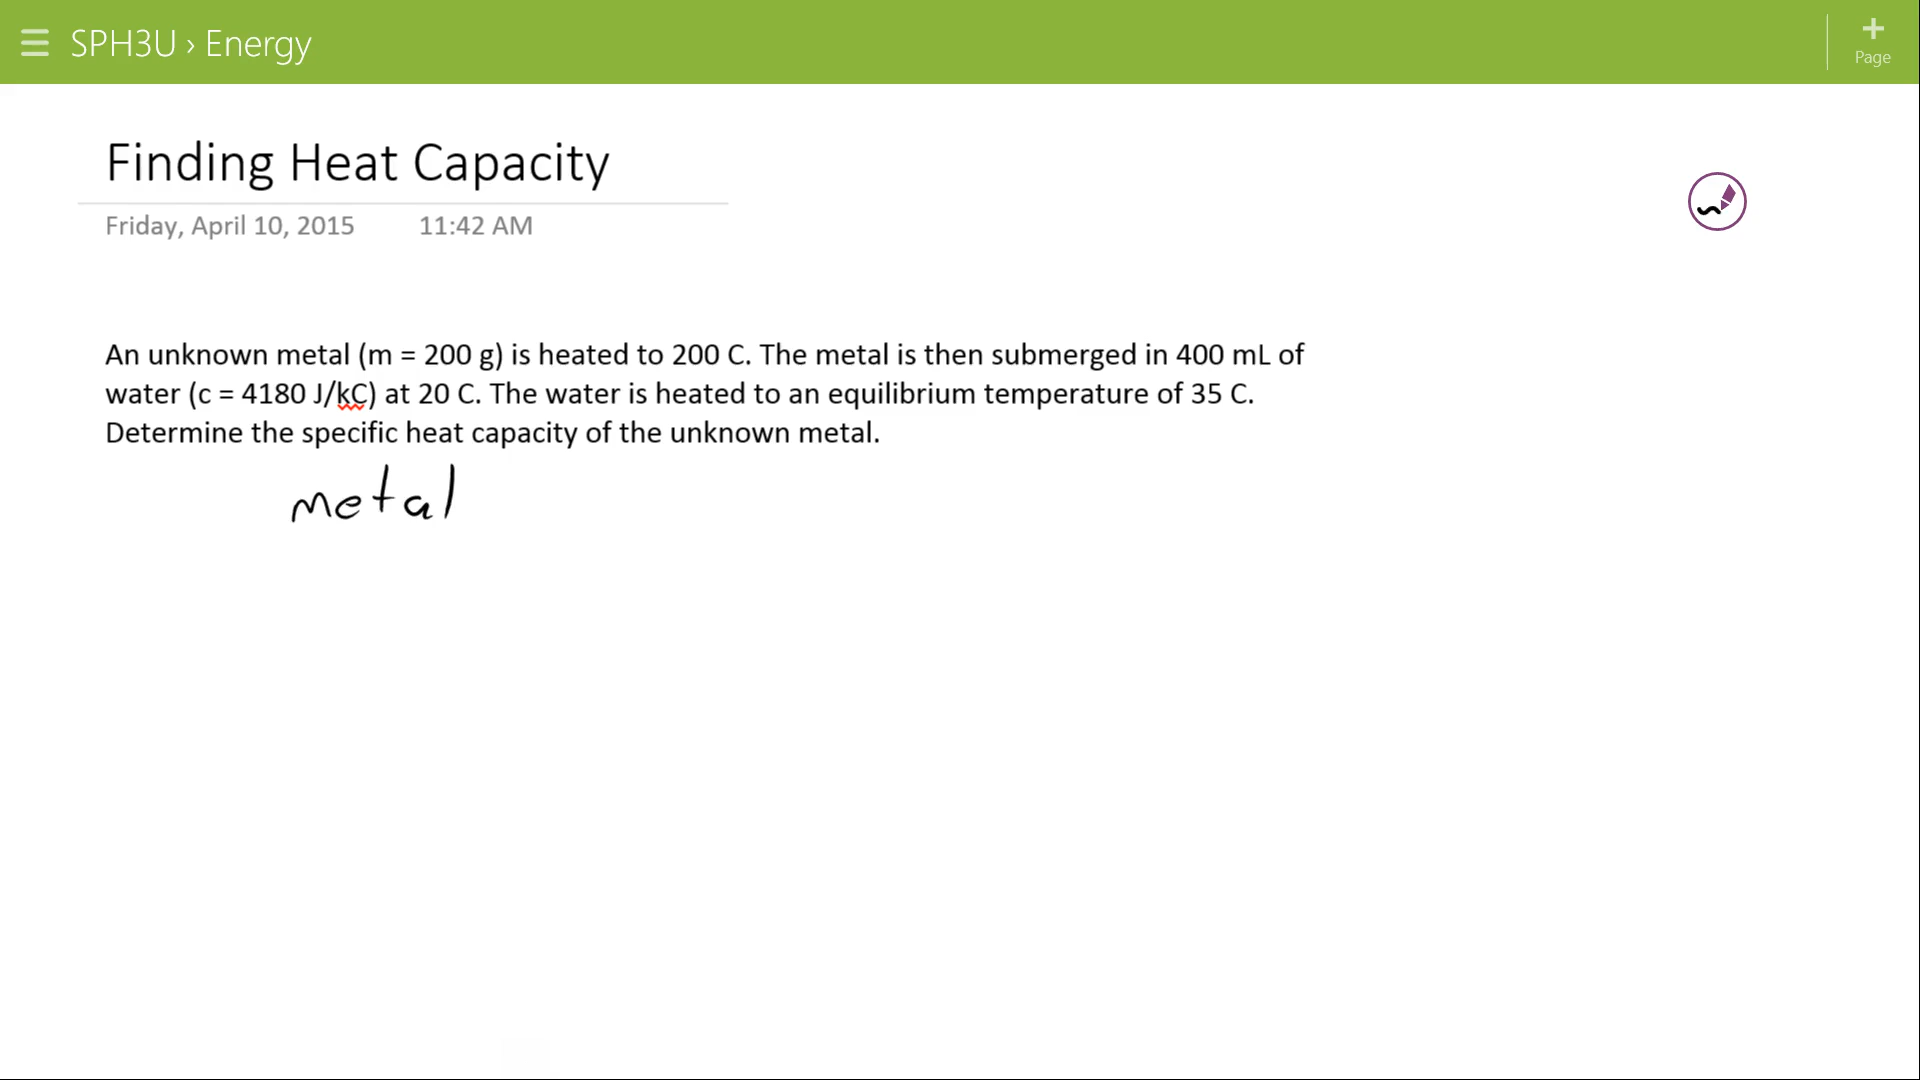 SPH3U › Energy
Page
Finding Heat Capacity
Friday, April 10, 2015 11:42 AM
An unknown metal (m = 200 g) is heated to 200 C. The metal is then submerged in 400 mL of
water (c = 4180 J/kC) at 20 C. The water is heated to an equilibrium temperature of 35 C.
Determine the specific heat capacity of the unknown metal.
metal